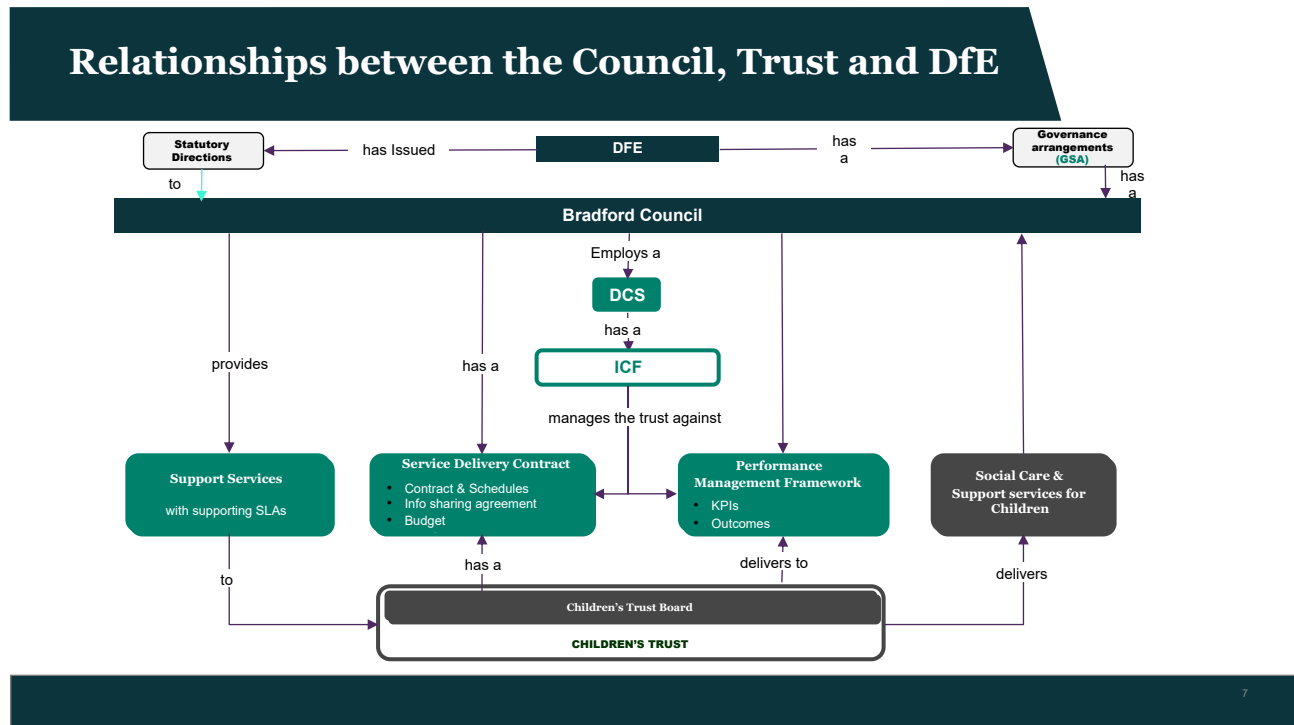 Relationships between the Council, Trust and DfE
Statutory
Directions
has Issued
DFE
has
a
Governance
arrangements
(GSA)
to
has
a
Bradford Council
Employs a
DCS
has a
ICF
provides
has a
manages the trust against
Support Services
with supporting SLAs
Service Delivery Contract
• Contract & Schedules
• Info sharing agreement
• Budget
Performance
Management Framework
• KPIs
• Outcomes
Social Care &
Support services for
Children
to
has a
delivers to
delivers
Children's Trust Board
CHILDREN'S TRUST
7